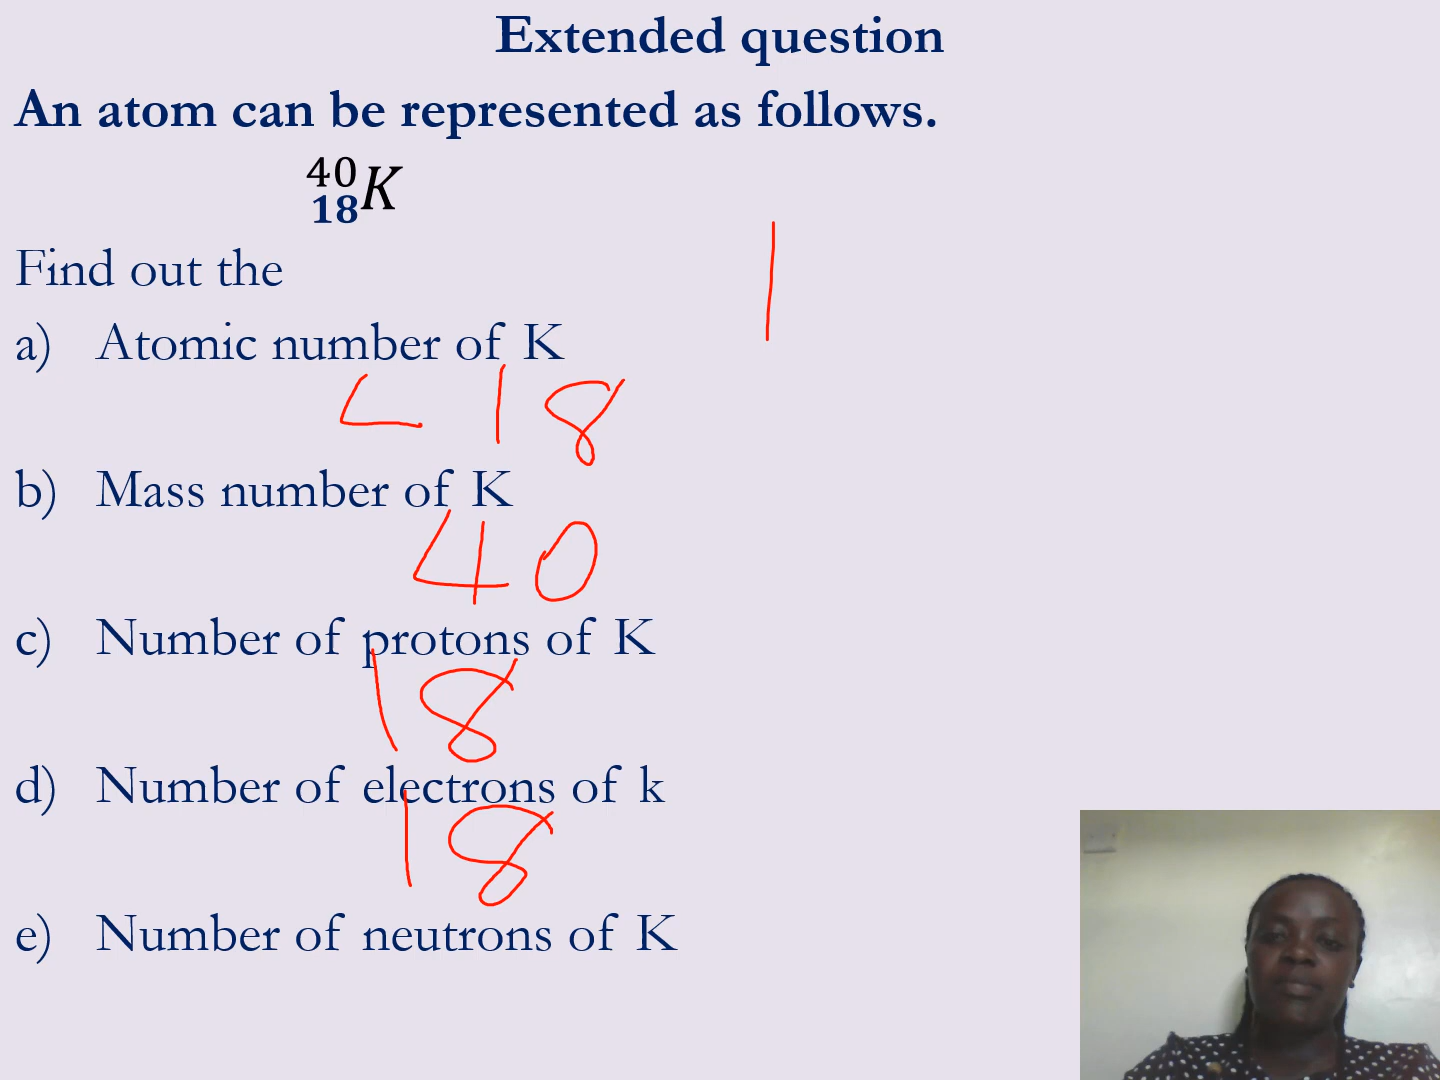 Extended question
An atom can be represented as follows.
40
18 K
Find out the
a) Atomic number of K
18
b) Mass number of K
40
c) Number of protons of K
18
d) Number of electrons of k
18
e) Number of neutrons of K